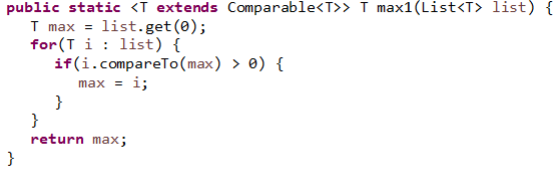 public static <T extends Comparable<T>> T max1(List<T> list) {
T max = list.get(0);
for(T i : list) {
if(i.compareTo(max) > 0) {
max = i;
}
}
return max;
}